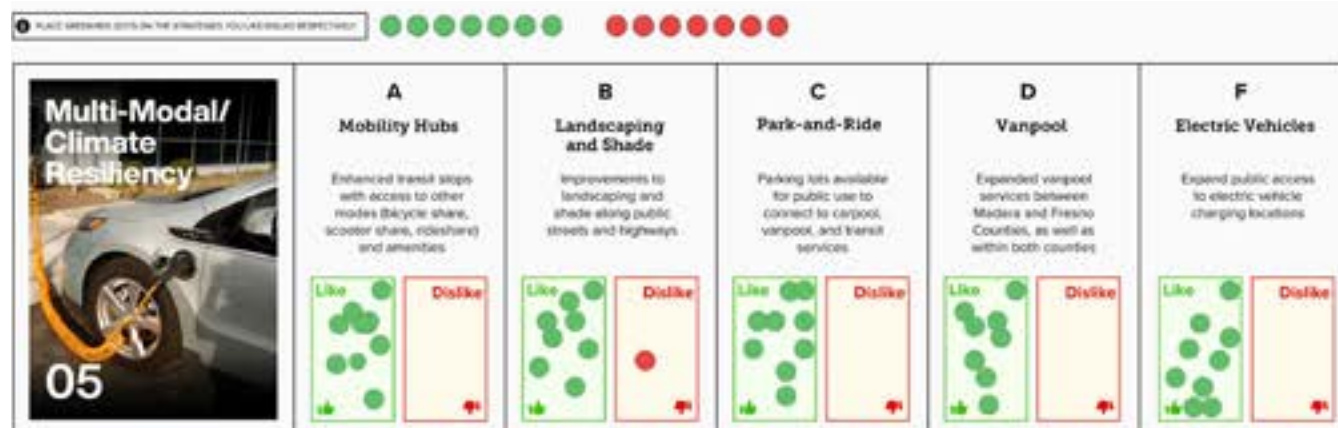 PLACE GREEN/RED DOTS ON THE STRATEGIES YOU LIKE/DISLIKE RESPECTIVELY
Multi-Modal/
Climate
Resiliency
05
A
Mobility Hubs
Enhanced transit stops
with access to other
modes (bicycle share,
scooter share, rideshare)
and amenities
Like
Dislike
B
Landscaping
and Shade
Improvements to
landscaping and
shade along public
streets and highways
Like
Dislike
C
Park-and-Ride
Parking lots available
for public use to
connect to carpool,
vanpool, and transit
services
Like
Dislike
D
Vanpool
Expanded vanpool
services between
Madera and Fresno
Counties, as well as
within both counties
Like
Dislike
F
Electric Vehicles
Expand public access
to electric vehicle
charging locations
Like
Dislike